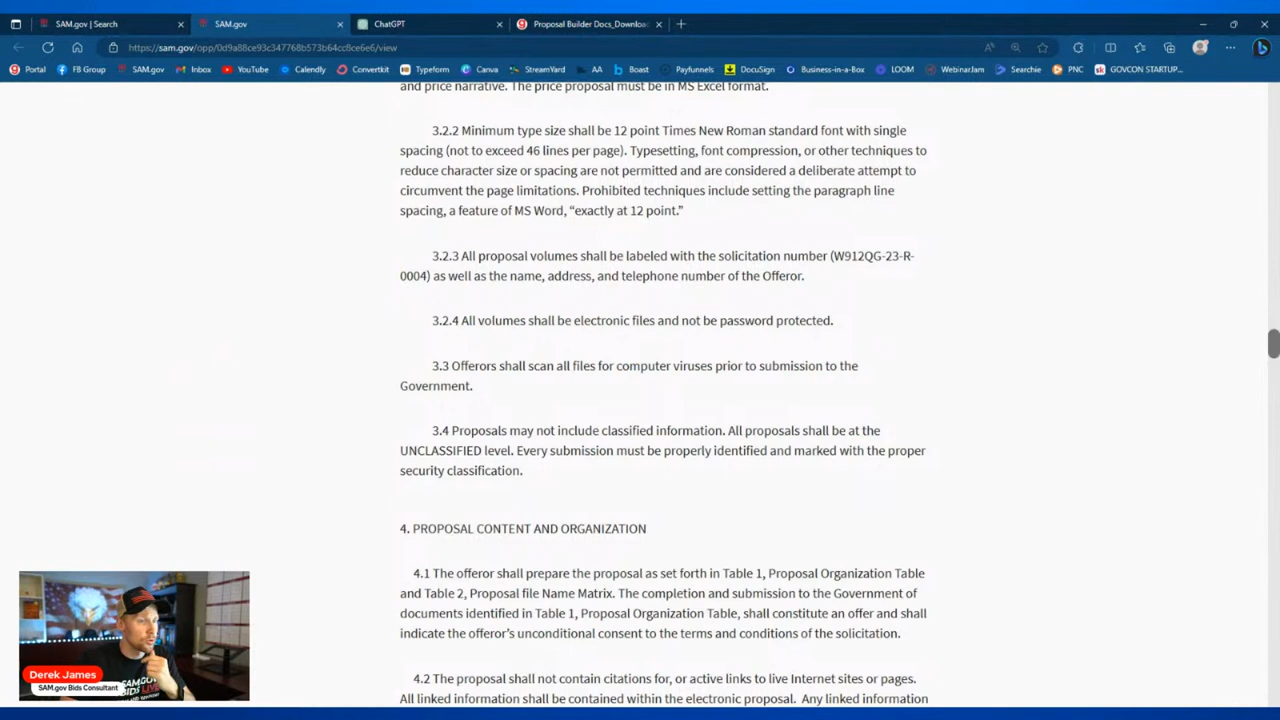 SAM.gov | Search
SAM.gov
ChatGPT
Proposal Builder Docs_Downloa
https://sam.gov/opp/0d9a88ce93c347768b573b64cc8ce6e6/view
Portal
FB Group
SAM.gov
Inbox
YouTube
Calendly
Convertkit
Typeform
Canva
StreamYard
AA
Boast
Payfunnels
DocuSign
Business-in-a-Box
LOOM
WebinarJam
Searchie
PNC
GOVCON STARTUP...
and price narrative. The price proposal must be in MS Excel format.
3.2.2 Minimum type size shall be 12 point Times New Roman standard font with single
spacing (not to exceed 46 lines per page). Typesetting, font compression, or other techniques to
reduce character size or spacing are not permitted and are considered a deliberate attempt to
circumvent the page limitations. Prohibited techniques include setting the paragraph line
spacing, a feature of MS Word, “exactly at 12 point.”
3.2.3 All proposal volumes shall be labeled with the solicitation number (W912QG-23-R-
0004) as well as the name, address, and telephone number of the Offeror.
3.2.4 All volumes shall be electronic files and not be password protected.
3.3 Offerors shall scan all files for computer viruses prior to submission to the
Government.
3.4 Proposals may not include classified information. All proposals shall be at the
UNCLASSIFIED level. Every submission must be properly identified and marked with the proper
security classification.
4. PROPOSAL CONTENT AND ORGANIZATION
4.1 The offeror shall prepare the proposal as set forth in Table 1, Proposal Organization Table
and Table 2, Proposal file Name Matrix. The completion and submission to the Government of
documents identified in Table 1, Proposal Organization Table, shall constitute an offer and shall
indicate the offeror’s unconditional consent to the terms and conditions of the solicitation.
4.2 The proposal shall not contain citations for, or active links to live Internet sites or pages.
All linked information shall be contained within the electronic proposal. Any linked information
Derek James
SAM.gov Bids Consultant
SAMGOV
BIDS LIVE